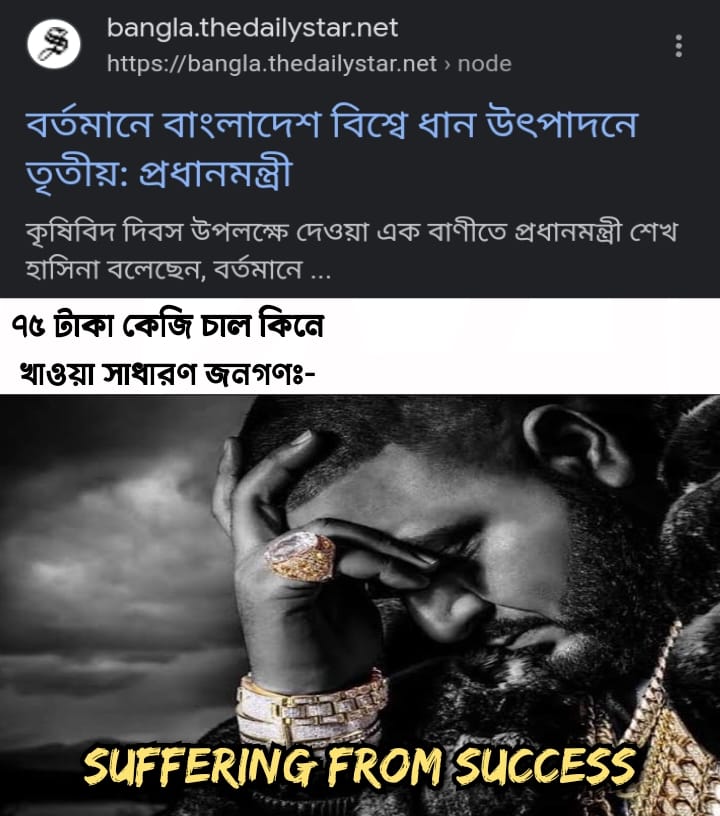 bangla.thedailystar.net
https://bangla.thedailystar.net › node
বর্তমানে বাংলাদেশ বিশ্বে ধান উৎপাদনে
তৃতীয়: প্রধানমন্ত্রী
কৃষিবিদ দিবস উপলক্ষে দেওয়া এক বাণীতে প্রধানমন্ত্রী শেখ
হাসিনা বলেছেন, বর্তমানে ...
৭৫ টাকা কেজি চাল কিনে
খাওয়া সাধারণ জনগণঃ-
SUFFERING FROM SUCCESS